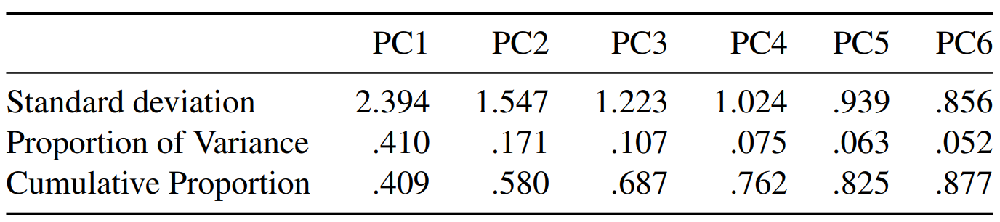 PC1 PC2 PC3 PC4 PC5 PC6
Standard deviation 2.394 1.547 1.223 1.024 .939 .856
Proportion of Variance .410 .171 .107 .075 .063 .052
Cumulative Proportion .409 .580 .687 .762 .825 .877